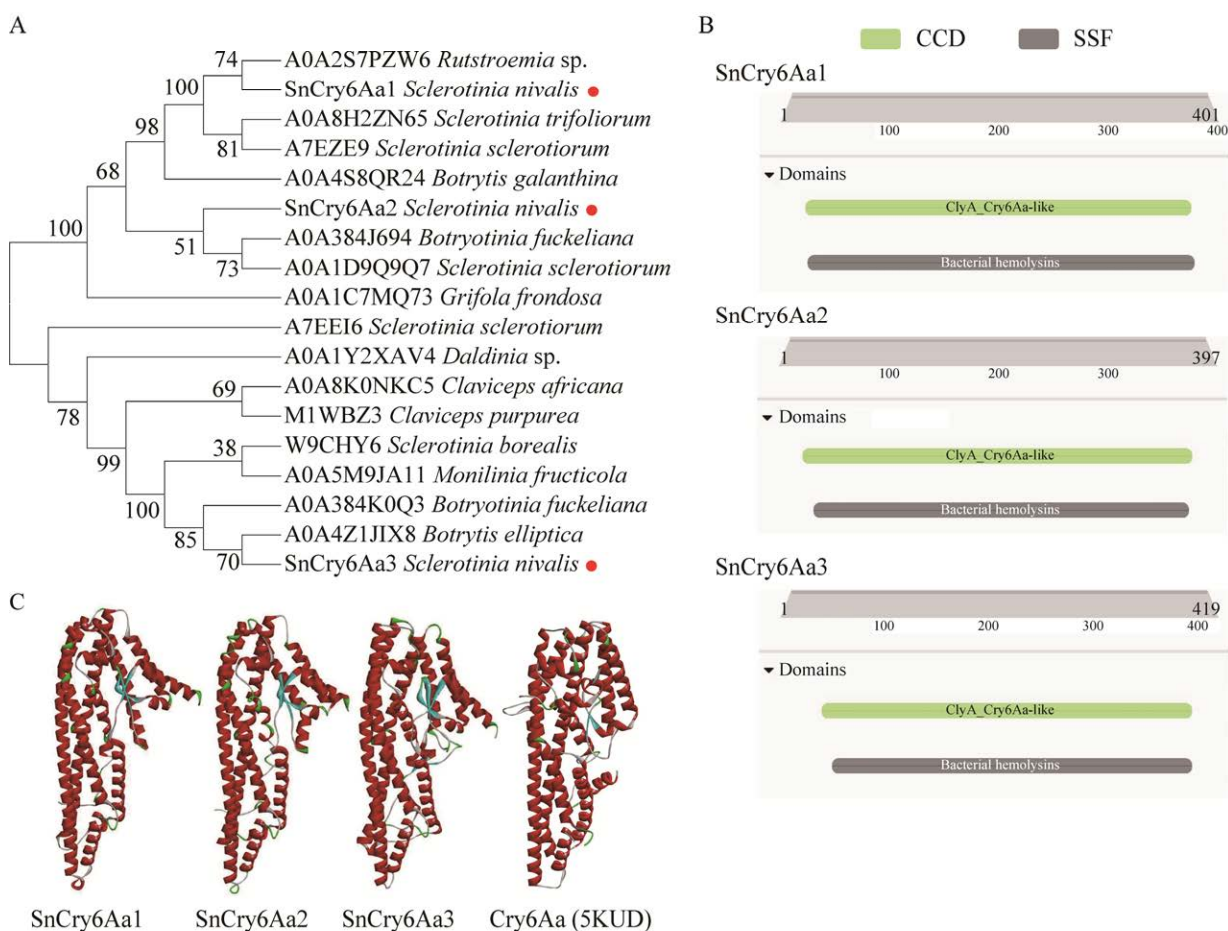 A
74
A0A2S7PZW6 Rutstroemia sp.
100
SnCry6Aa1 Sclerotinia nivalis
98
A0A8H2ZN65 Sclerotinia trifoliorum
81
A7EZE9 Sclerotinia sclerotiorum
68
A0A4S8QR24 Botrytis galanthina
SnCry6Aa2 Sclerotinia nivalis
100
51
A0A384J694 Botryotinia fuckeliana
73
A0A1D9Q9Q7 Sclerotinia sclerotiorum
A0A1C7MQ73 Grifola frondosa
A7EEI6 Sclerotinia sclerotiorum
A0A1Y2XAV4 Daldinia sp.
78
69
A0A8K0NKC5 Claviceps africana
M1WBZ3 Claviceps purpurea
99
38
W9CHY6 Sclerotinia borealis
A0A5M9JA11 Monilinia fructicola
100
A0A384K0Q3 Botryotinia fuckeliana
85
A0A4Z1JIX8 Botrytis elliptica
70
SnCry6Aa3 Sclerotinia nivalis
B
CCD SSF
SnCry6Aa1
1 401
100 200 300 400
Domains
ClyA_Cry6Aa-like
Bacterial hemolysins
SnCry6Aa2
1 397
100 200 300
Domains
ClyA_Cry6Aa-like
Bacterial hemolysins
SnCry6Aa3
1 419
100 200 300 400
Domains
ClyA_Cry6Aa-like
Bacterial hemolysins
C
SnCry6Aa1 SnCry6Aa2 SnCry6Aa3 Cry6Aa (5KUD)